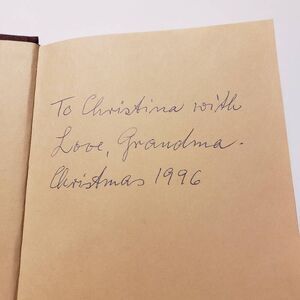 To Christina with
Love, Grandma.
Christmas 1996